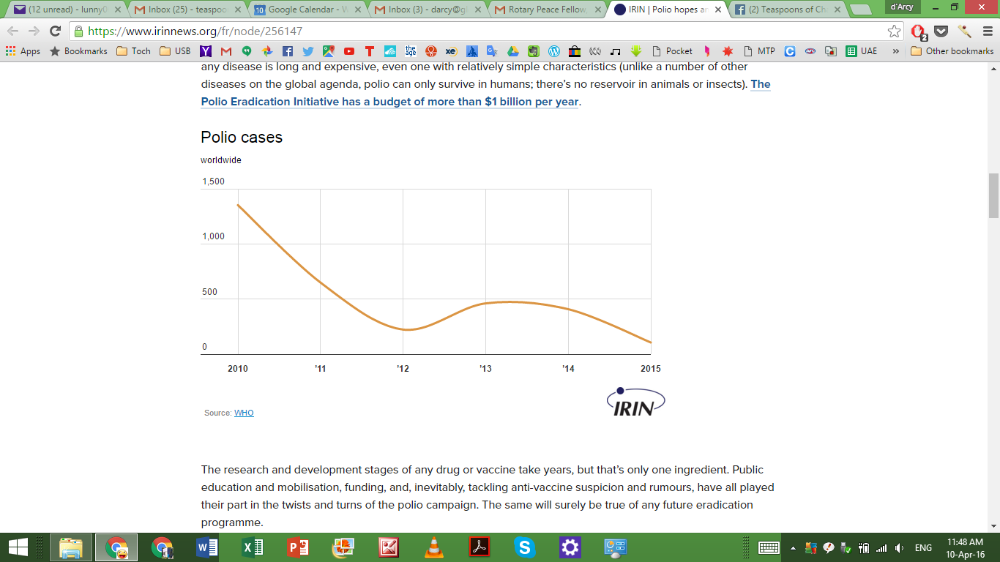 (12 unread) - lunny0
Inbox (25) - teaspoo
10
Google Calendar - W
Inbox (3) - darcy@gl
Rotary Peace Fellow
IRIN | Polio hopes a
(2) Teaspoons of Ch
d'Arcy
https://www.irinnews.org/fr/node/256147
2
Apps
Bookmarks
Toch
USB
the age
xe
Pocket
MTP
UAE
»
Other bookmarks
any disease is long and expensive, even one with relatively simple characteristics (unlike a number of other
diseases on the global agenda, polio can only survive in humans; there's no reservoir in animals or insects). The
Polio Eradication Initiative has a budget of more than $1 billion per year.
Polio cases
worldwide
1,500
1,000
500
0
2010 '11 '12 '13 '14 2015
IRIN
Source: WHO
The research and development stages of any drug or vaccine take years, but that's only one ingredient. Public
education and mobilisation, funding, and, inevitably, tackling anti-vaccine suspicion and rumours, have all played
their part in the twists and turns of the polio campaign. The same will surely be true of any future eradication
programme.
ENG
11:48 AM
10-Apr-16